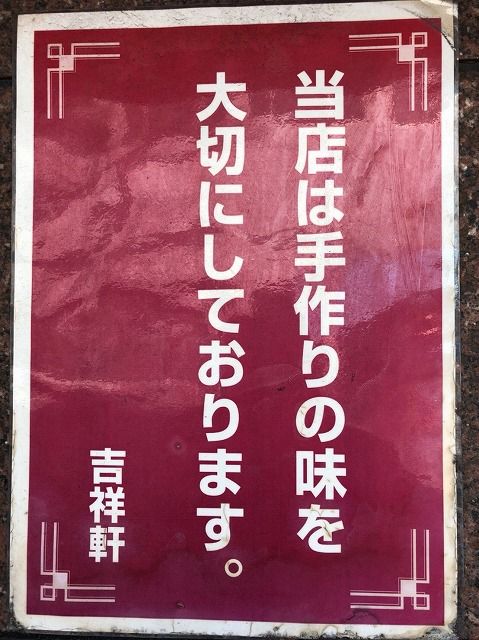 当店は手作りの味を
大切にしております。
吉祥軒